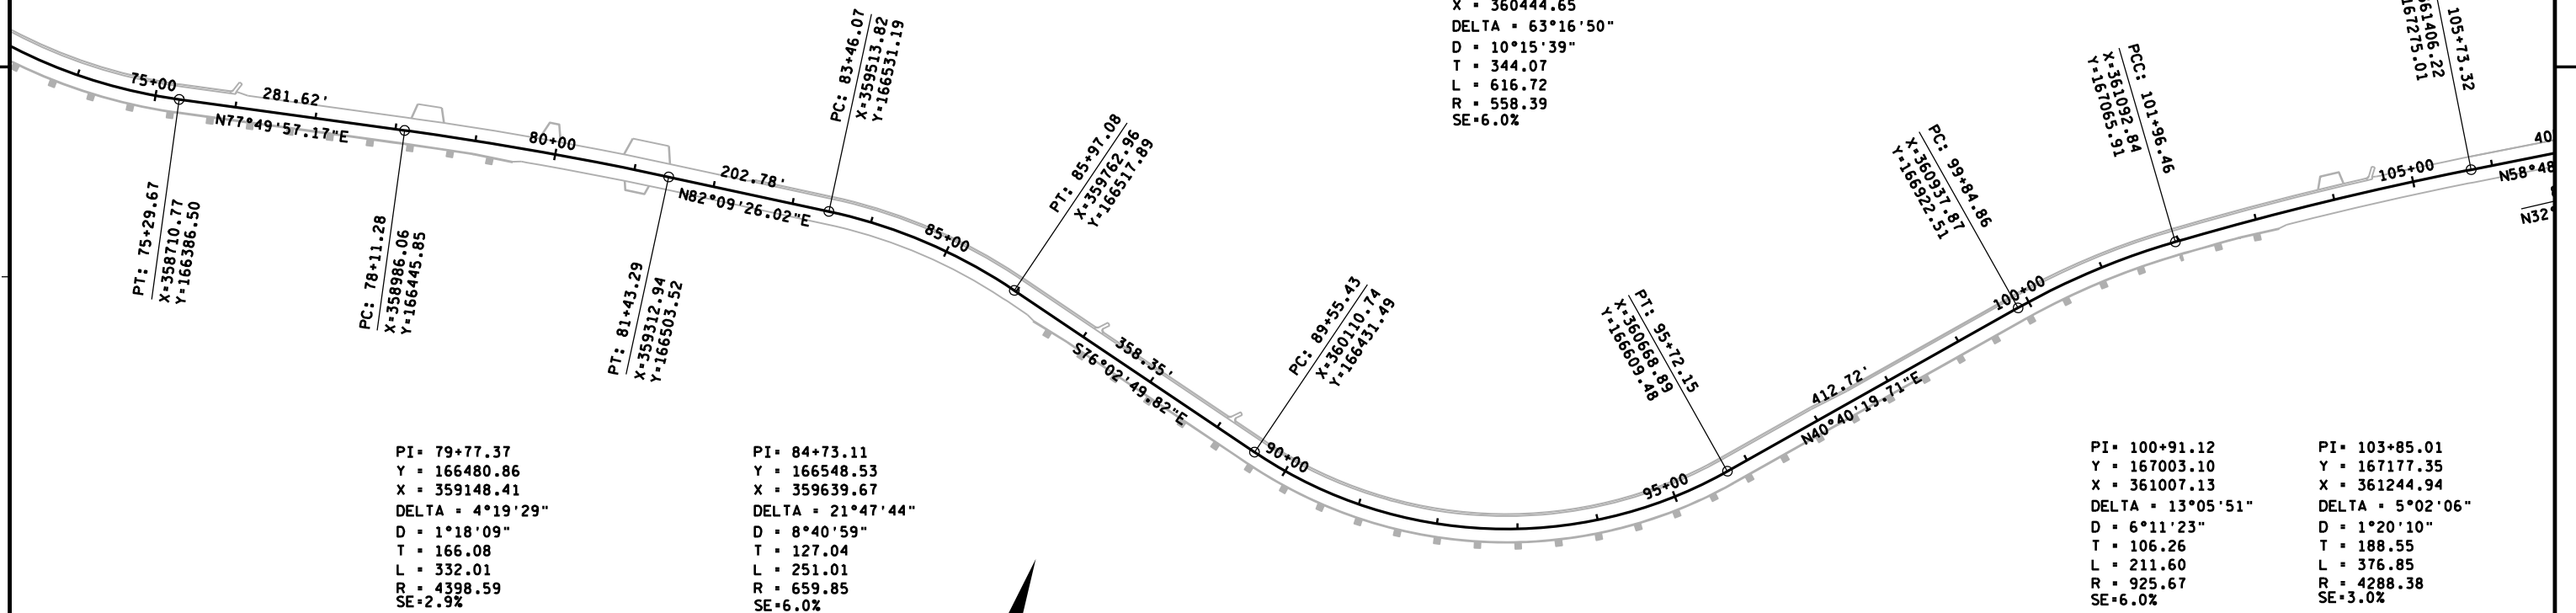 75+00
281.62'
N77°49'57.17"E
PT: 75+29.67
X=358710.77
Y=166386.50
PC: 78+11.28
X=358986.06
Y=166445.85
80+00
PT: 81+43.29
X=359312.94
Y=166503.52
202.78'
N82°09'26.02"E
PC: 83+46.07
X=359513.82
Y=166531.19
85+00
PT: 85+97.08
X=359762.96
Y=166517.89
358.35'
S76°02'49.82"E
PC: 89+55.43
X=360110.74
Y=166431.49
90+00
X = 360444.65
DELTA = 63°16'50"
D = 10°15'39"
T = 344.07
L = 616.72
R = 558.39
SE=6.0%
95+00
PT: 95+72.15
X=360668.89
Y=166609.48
412.72'
N40°40'19.71"E
PC: 99+84.86
X=360937.87
Y=166922.51
100+00
PCC: 101+96.46
X=361092.84
Y=167065.91
105+00
105+73.32
61406.22
167275.01
40
N58°48
N32°
PI= 79+77.37
Y = 166480.86
X = 359148.41
DELTA = 4°19'29"
D = 1°18'09"
T = 166.08
L = 332.01
R = 4398.59
SE=2.9%
PI= 84+73.11
Y = 166548.53
X = 359639.67
DELTA = 21°47'44"
D = 8°40'59"
T = 127.04
L = 251.01
R = 659.85
SE=6.0%
PI= 100+91.12
Y = 167003.10
X = 361007.13
DELTA = 13°05'51"
D = 6°11'23"
T = 106.26
L = 211.60
R = 925.67
SE=6.0%
PI= 103+85.01
Y = 167177.35
X = 361244.94
DELTA = 5°02'06"
D = 1°20'10"
T = 188.55
L = 376.85
R = 4288.38
SE=3.0%